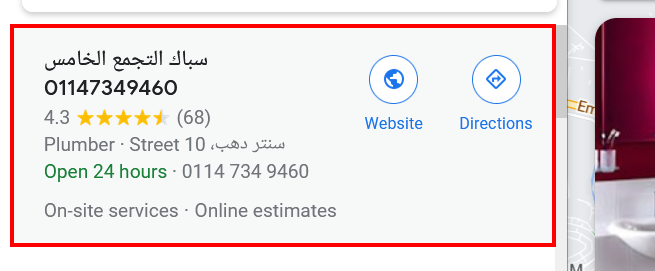 سباك التجمع الخامس
01147349460
4.3 (68)
Website
Directions
Plumber · Street 10 سنتر دهب،
Open 24 hours · 0114 734 9460
On-site services · Online estimates
Em
M